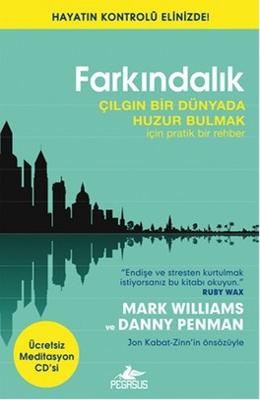 HAYATIN KONTROLÜ ELİNİZDE!
Farkındalık
ÇILGIN BİR DÜNYADA
HUZUR BULMAK
için pratik bir rehber
"Endişe ve stresten kurtulmak
istiyorsanız bu kitabı okuyun."
RUBY WAX
MARK WILLIAMS
ve DANNY PENMAN
Jon Kabat-Zinn'in önsözüyle
Ücretsiz
Meditasyon
CD'si
PEGASUS